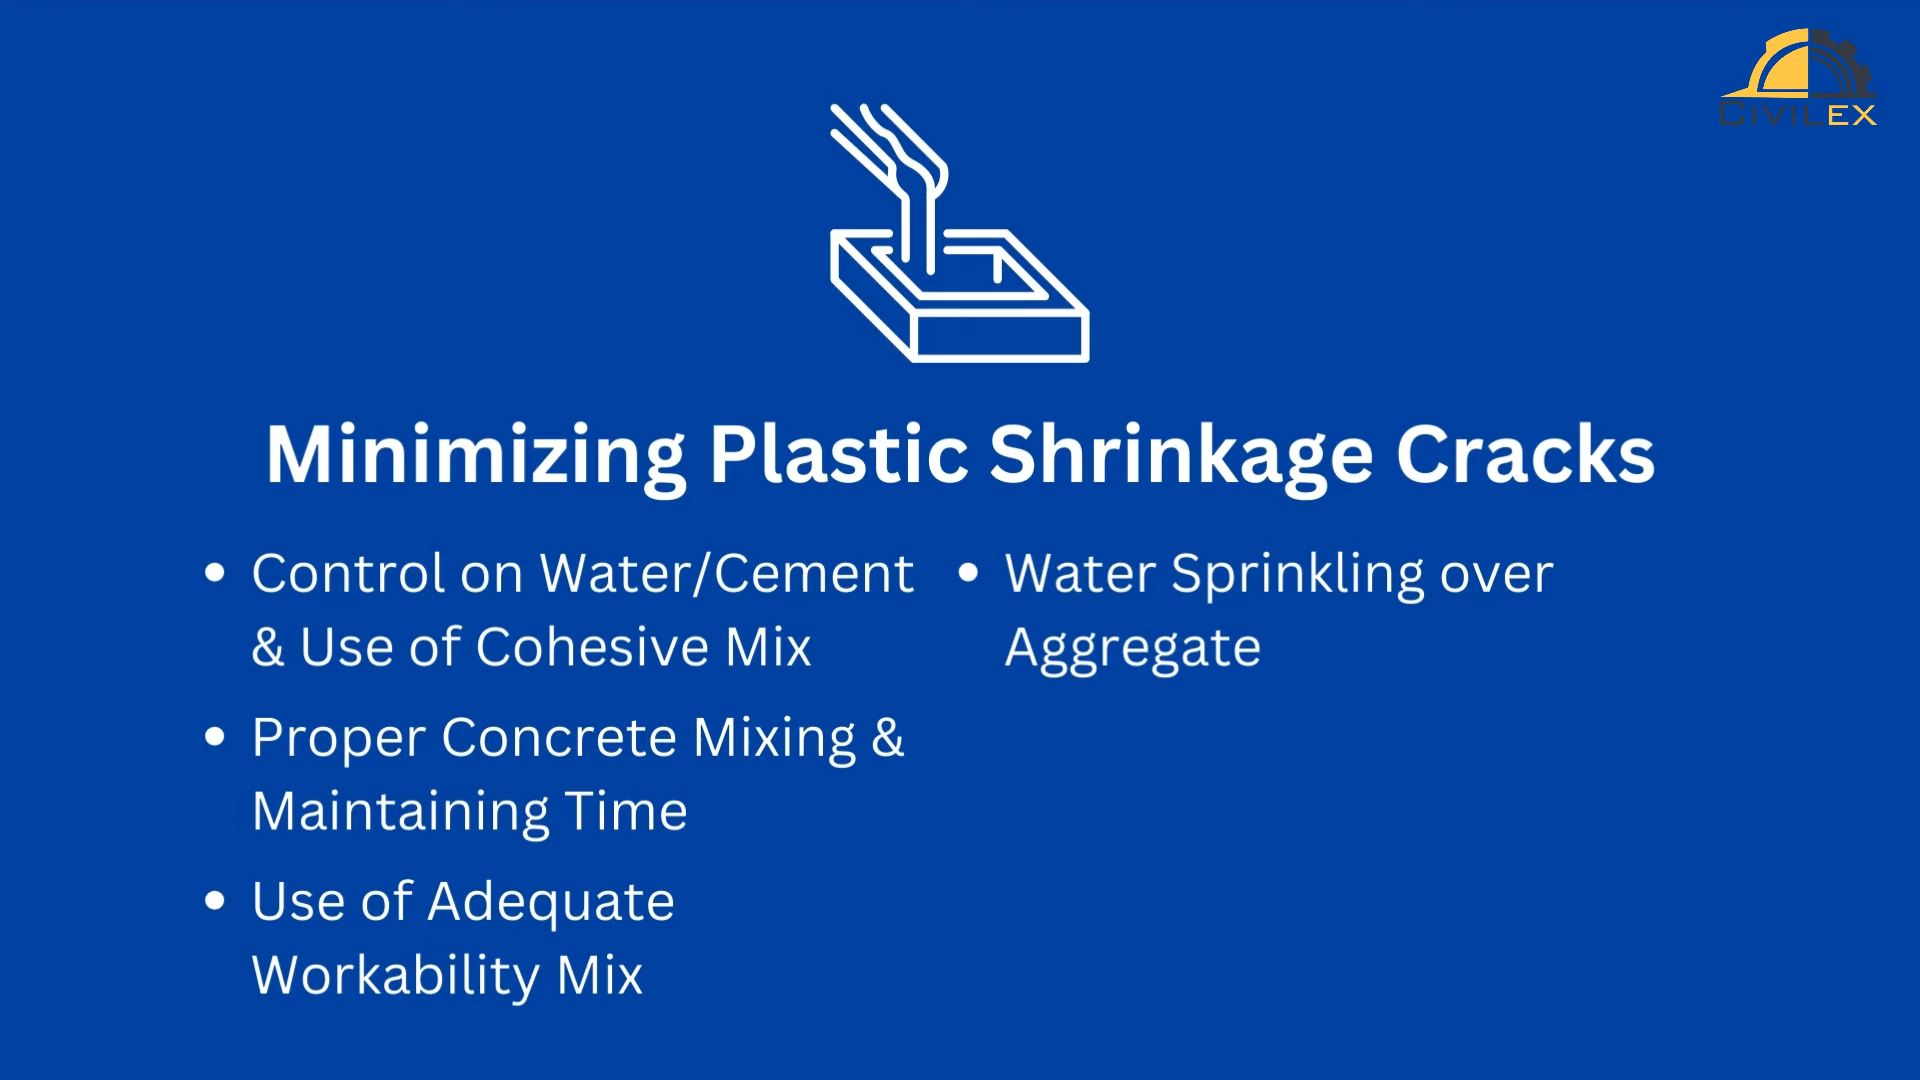 CIVILEX
Minimizing Plastic Shrinkage Cracks
• Control on Water/Cement
& Use of Cohesive Mix
• Proper Concrete Mixing &
Maintaining Time
• Use of Adequate
Workability Mix
• Water Sprinkling over
Aggregate